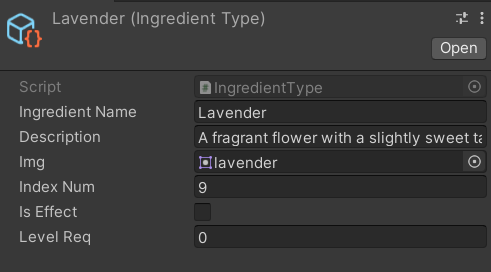 Lavender (Ingredient Type)
Open
Script IngredientType
Ingredient Name Lavender
Description A fragrant flower with a slightly sweet
Img lavender
Index Num 9
Is Effect
Level Req 0